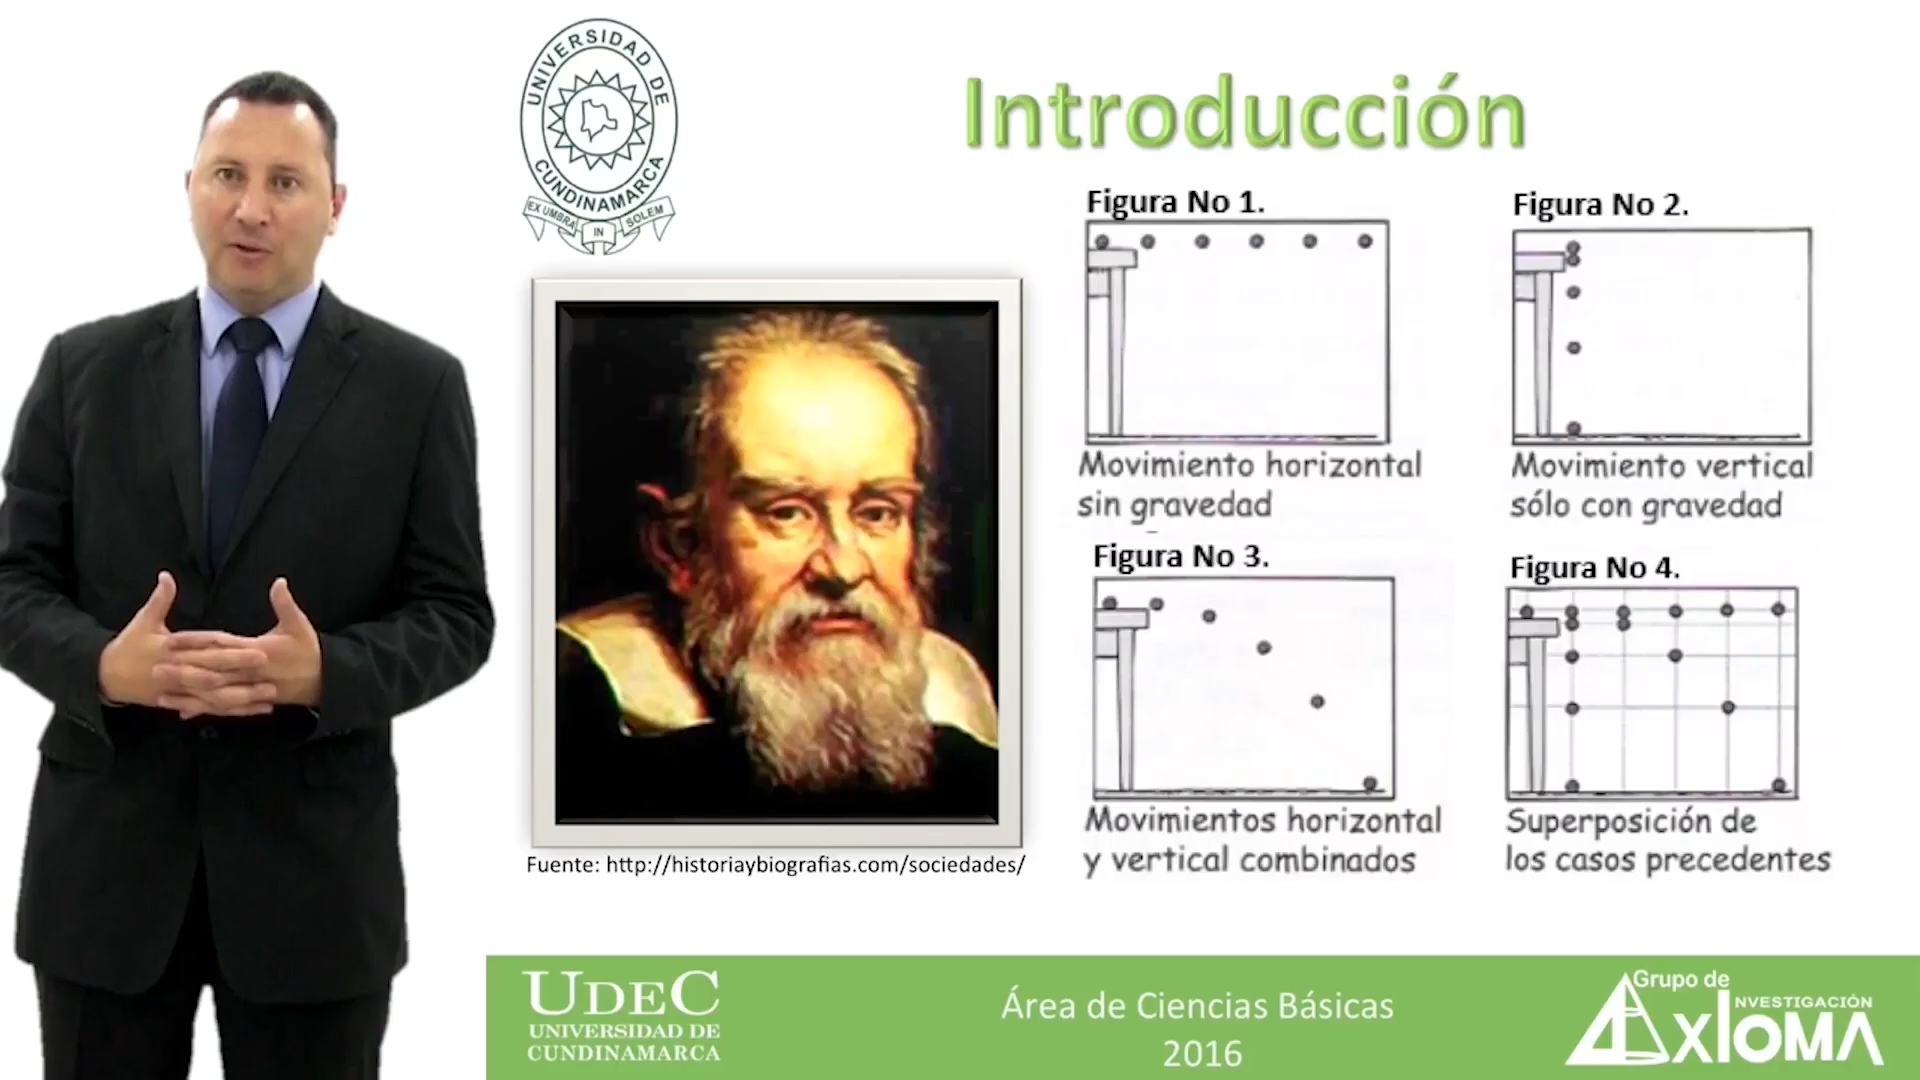 UNIVERSIDAD DE
CUNDINAMARCA
EX UMBRA
IN
SOLEM
Introducción
Figura No 1.
Movimiento horizontal
sin gravedad
Figura No 2.
Movimiento vertical
sólo con gravedad
Figura No 3.
Movimientos horizontal
y vertical combinados
Figura No 4.
Superposición de
los casos precedentes
Fuente: http://historiaybiografias.com/sociedades/
UDEC
UNIVERSIDAD DE
CUNDINAMARCA
Área de Ciencias Básicas
2016
Grupo de
INVESTIGACIÓN
AxIOMA